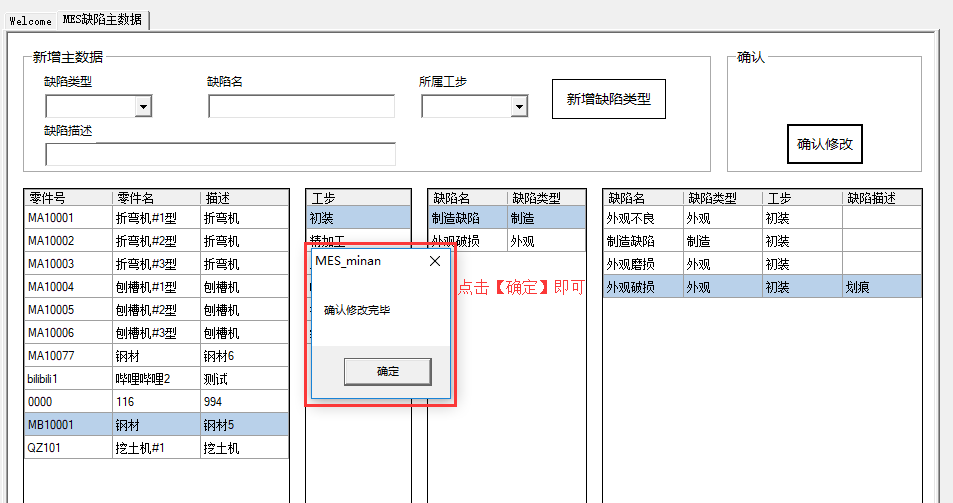 Welcome MES缺陷主数据
新增主数据
确认
缺陷类型 缺陷名 所属工步
新增缺陷类型
缺陷描述
确认修改
零件号 零件名 描述
MA10001 折弯机#1型 折弯机
MA10002 折弯机#2型 折弯机
MA10003 折弯机#3型 折弯机
MA10004 刨槽机#1型 刨槽机
MA10005 刨槽机#2型 刨槽机
MA10006 刨槽机#3型 刨槽机
MA10077 钢材 钢材6
bilibili1 哔哩哔哩2 测试
0000 116 994
MB10001 钢材 钢材5
QZ101 挖土机#1 挖土机
工步
初装
精加工
缺陷名 缺陷类型
制造缺陷 制造
外观破损 外观
缺陷名 缺陷类型 工步 缺陷描述
外观不良 外观 初装
制造缺陷 制造 初装
外观磨损 外观 初装
外观破损 外观 初装 划痕
MES_minan
确认修改完毕
确定
点击【确定】即可